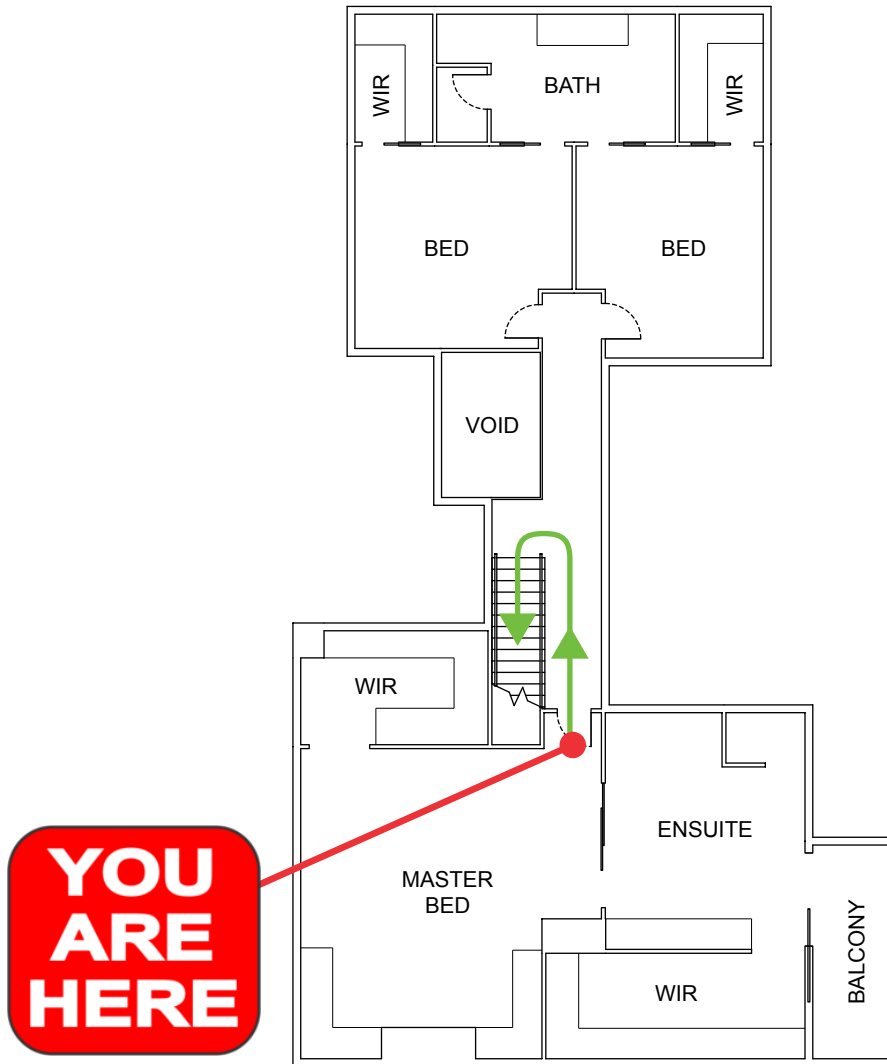 WIR
BATH
WIR
BED
BED
VOID
WIR
ENSUITE
MASTER
BED
YOU
ARE
HERE
WIR
BALCONY